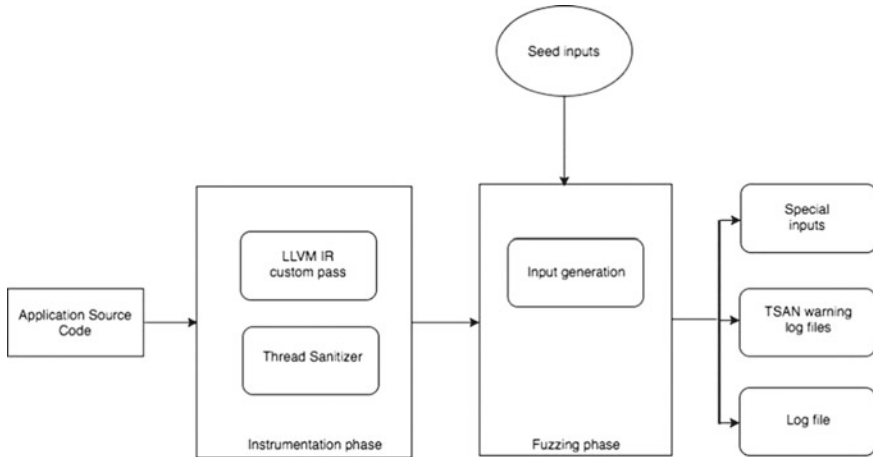 Seed inputs
LLVM IR
custom pass
Input generation
Special
inputs
Application Source
Code
Thread Sanitizer
TSAN warning
log files
Instrumentation phase
Fuzzing phase
Log file